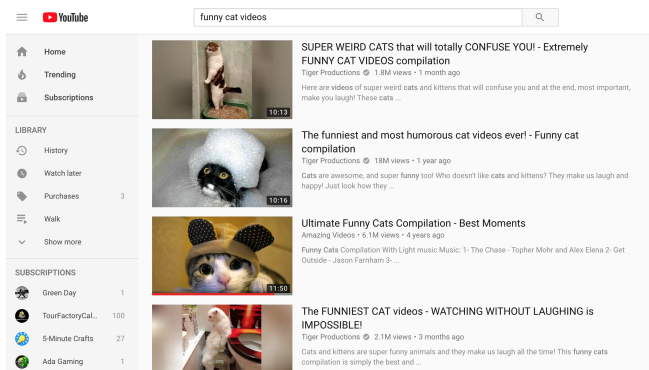 YouTube
funny cat videos
Home
Trending
Subscriptions
LIBRARY
History
Watch later
Purchases 3
Walk
Show more
SUBSCRIPTIONS
Green Day 1
TourFactoryCal... 100
5-Minute Crafts 27
Ada Gaming 1
10:13
SUPER WEIRD CATS that will totally CONFUSE YOU! - Extremely
FUNNY CAT VIDEOS compilation
Tiger Productions • 1.8M views • 1 month ago
Here are videos of super weird cats and kittens that will confuse you and at the end, most important,
make you laugh! These cats ...
10:16
The funniest and most humorous cat videos ever! - Funny cat
compilation
Tiger Productions • 18M views • 1 year ago
Cats are awesome, and super funny too! Who doesn't like cats and kittens? They make us laugh and
happy! Just look how they ...
11:50
Ultimate Funny Cats Compilation - Best Moments
Amazing Videos • 6.1M views • 4 years ago
Funny Cats Compilation With Light music Music: 1- The Chase - Topher Mohr and Alex Elena 2- Get
Outside - Jason Farnham 3- ...
The FUNNIEST CAT videos - WATCHING WITHOUT LAUGHING is
IMPOSSIBLE!
Tiger Productions • 2.1M views • 3 months ago
Cats and kittens are super funny animals and they make us laugh all the time! This funny cats
compilation is simply the best and ...